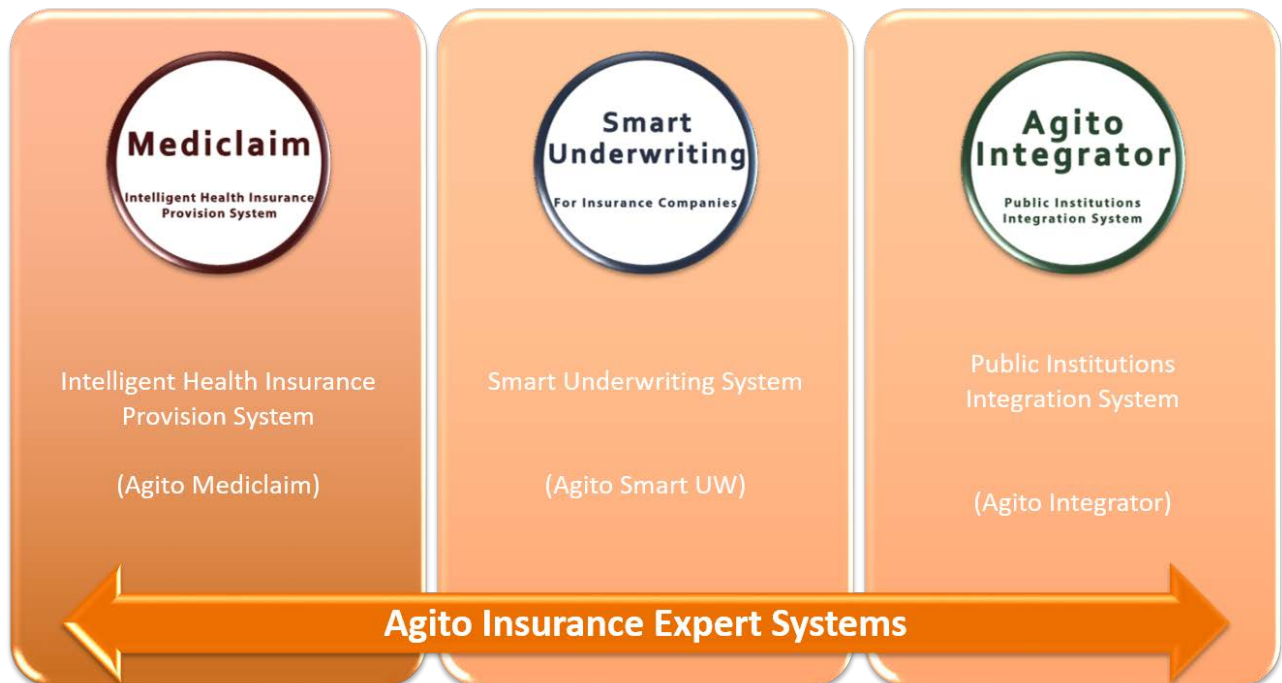 Mediclaim
Intelligent Health Insurance
Provision System
Smart
Underwriting
For Insurance Companies
Agito
Integrator
Public Institutions
Integration System
Intelligent Health Insurance
Provision System
(Agito Mediclaim)
Smart Underwriting System
(Agito Smart UW)
Public Institutions
Integration System
(Agito Integrator)
Agito Insurance Expert Systems